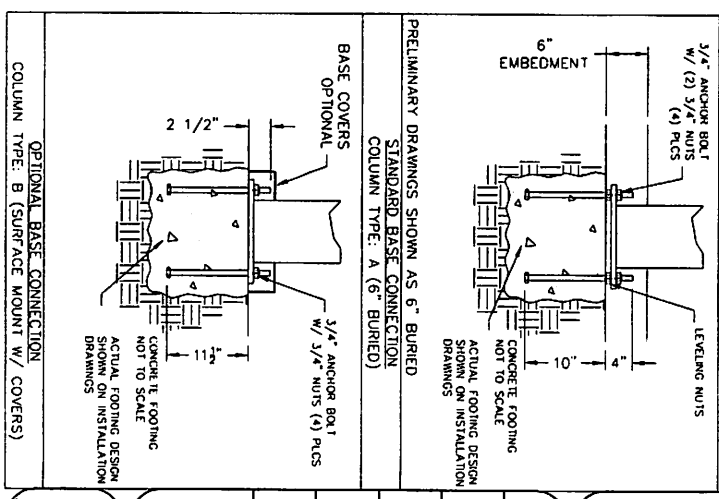 3/4" ANCHOR BOLT
W/ (2) 3/4" NUTS
(4) PLCS
6"
EMBEDMENT
LEVELING NUTS
10"
4"
CONCRETE FOOTING
NOT TO SCALE
ACTUAL FOOTING DESIGN
SHOWN ON INSTALLATION
DRAWINGS
PRELIMINARY DRAWINGS SHOWN AS 6" BURIED
STANDARD BASE CONNECTION
COLUMN TYPE: A (6" BURIED)
BASE COVERS
OPTIONAL
2 1/2"
3/4" ANCHOR BOLT
W/ 3/4" NUTS (4) PLCS
11 1/2"
CONCRETE FOOTING
NOT TO SCALE
ACTUAL FOOTING DESIGN
SHOWN ON INSTALLATION
DRAWINGS
OPTIONAL BASE CONNECTION
COLUMN TYPE: B (SURFACE MOUNT W/ COVERS)